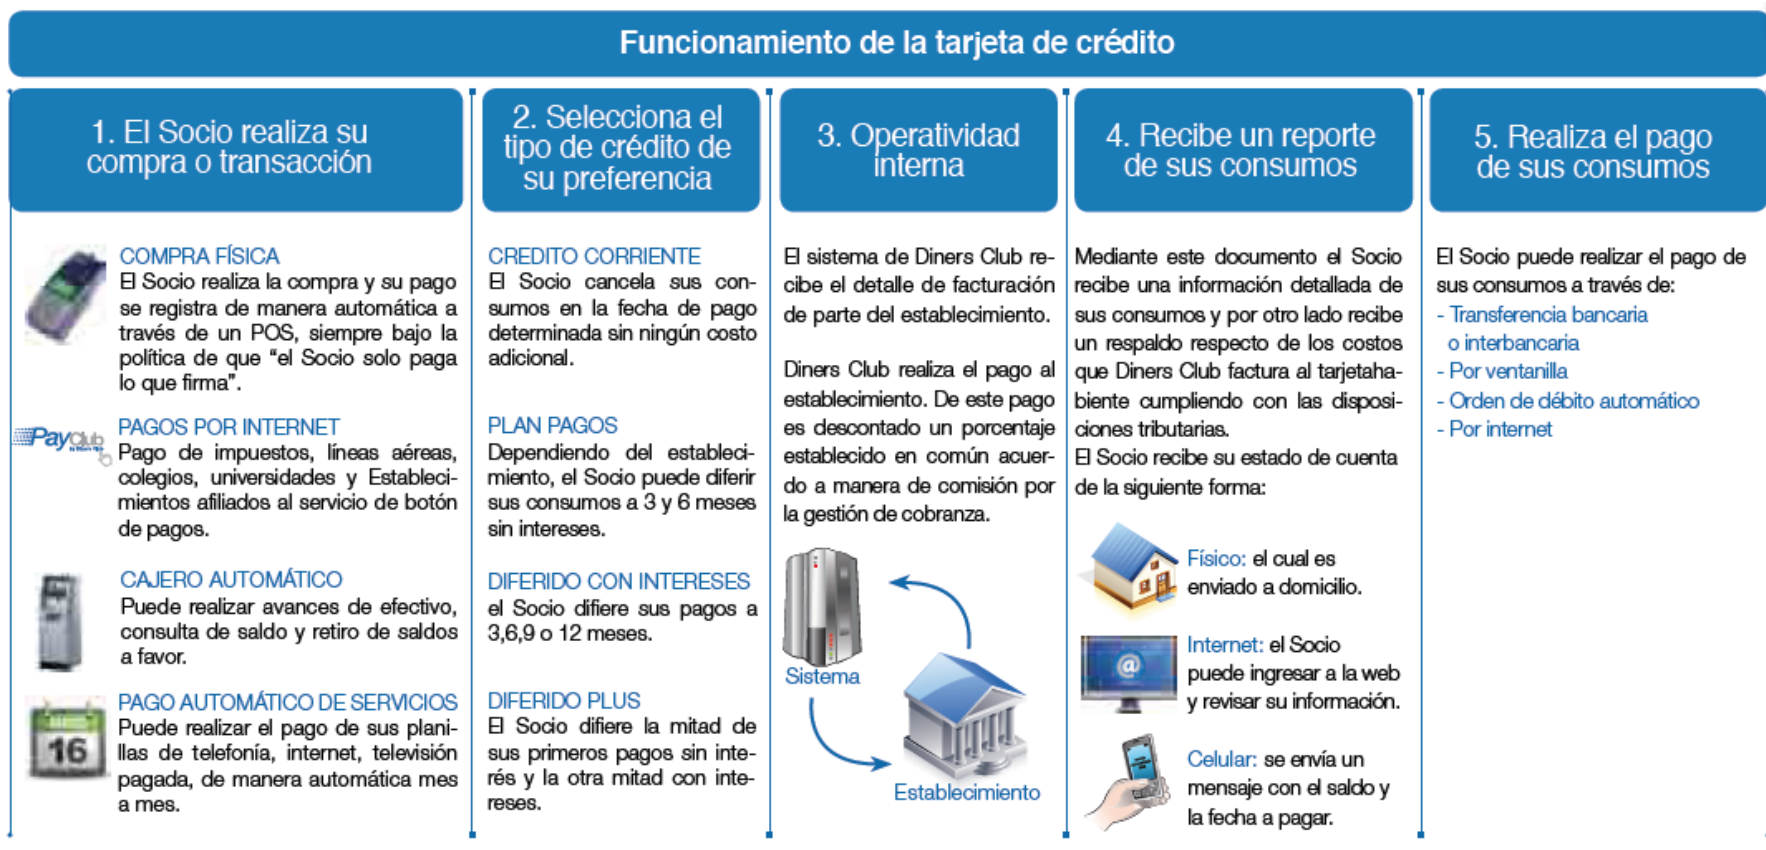 Funcionamiento de la tarjeta de crédito
1. El Socio realiza su
compra o transacción
COMPRA FÍSICA
El Socio realiza la compra y su pago
se registra de manera automática a
través de un POS, siempre bajo la
política de que “el Socio solo paga
lo que firma”.
PayClub
PAGOS POR INTERNET
Pago de impuestos, líneas aéreas,
colegios, universidades y Estableci-
mientos afiliados al servicio de botón
de pagos.
CAJERO AUTOMÁTICO
Puede realizar avances de efectivo,
consulta de saldo y retiro de saldos
a favor.
16
PAGO AUTOMÁTICO DE SERVICIOS
Puede realizar el pago de sus plani-
llas de telefonía, internet, televisión
pagada, de manera automática mes
a mes.
2. Selecciona el
tipo de crédito de
su preferencia
CREDITO CORRIENTE
El Socio cancela sus con-
sumos en la fecha de pago
determinada sin ningún costo
adicional.
PLAN PAGOS
Dependiendo del estableci-
miento, el Socio puede diferir
sus consumos a 3 y 6 meses
sin intereses.
DIFERIDO CON INTERESES
el Socio difiere sus pagos a
3,6,9 o 12 meses.
DIFERIDO PLUS
El Socio difiere la mitad de
sus primeros pagos sin inte-
rés y la otra mitad con inte-
reses.
3. Operatividad
interna
El sistema de Diners Club re-
cibe el detalle de facturación
de parte del establecimiento.
Diners Club realiza el pago al
establecimiento. De este pago
es descontado un porcentaje
establecido en común acuer-
do a manera de comisión por
la gestión de cobranza.
Sistema
Establecimiento
4. Recibe un reporte
de sus consumos
Mediante este documento el Socio
recibe una información detallada de
sus consumos y por otro lado recibe
un respaldo respecto de los costos
que Diners Club factura al tarjetaha-
biente cumpliendo con las disposi-
ciones tributarias.
El Socio recibe su estado de cuenta
de la siguiente forma:
Físico: el cual es
enviado a domicilio.
@
Internet: el Socio
puede ingresar a la web
y revisar su información.
Celular: se envía un
mensaje con el saldo y
la fecha a pagar.
5. Realiza el pago
de sus consumos
El Socio puede realizar el pago de
sus consumos a través de:
- Transferencia bancaria
o interbancaria
- Por ventanilla
- Orden de débito automático
- Por internet